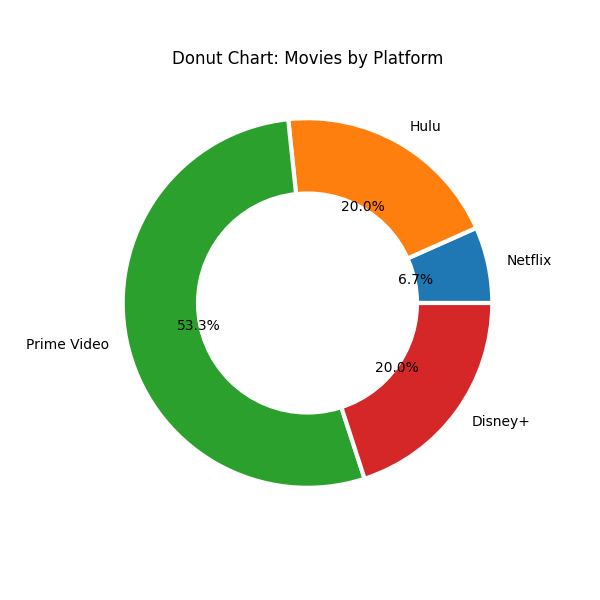 Donut Chart: Movies by Platform
Hulu
20.0%
Netflix
6.7%
53.3%
Prime Video
20.0%
Disney+